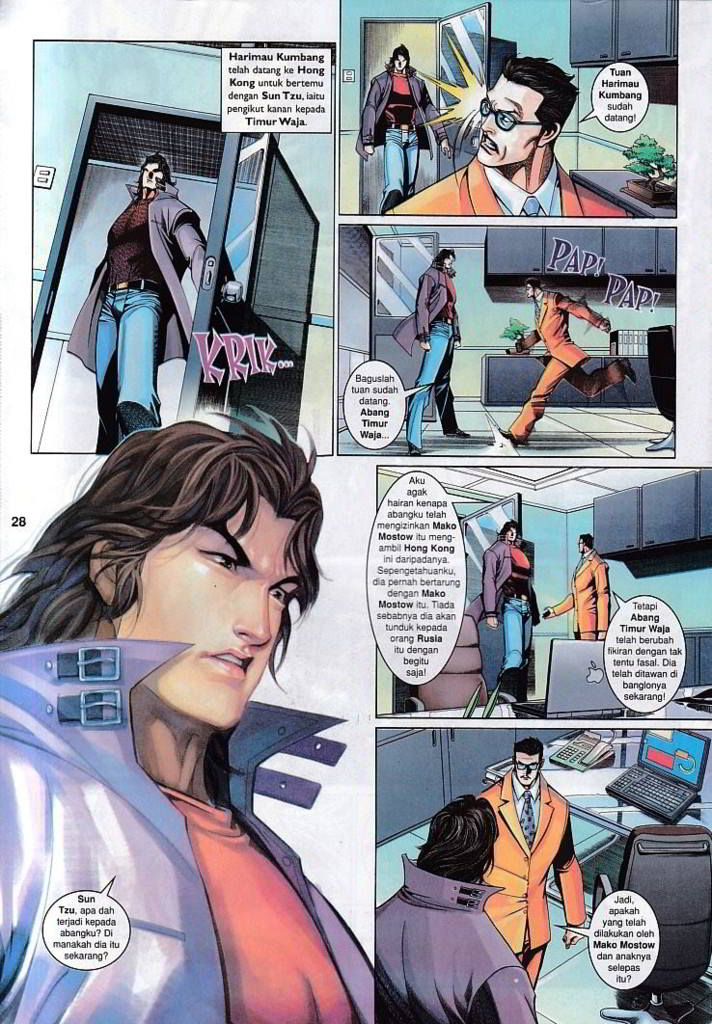 Harimau Kumbang
telah datang ke Hong
Kong untuk bertemu
dengan Sun Tzu, iaitu
pengikut kanan kepada
Timur Waja.
KRIK...
Tuan
Harimau
Kumbang
sudah
datang!
PAP!
PAP!
Baguslah
tuan sudah
datang.
Abang
Timur
Waja...
28
Sun
Tzu, apa dah
terjadi kepada
abangku? Di
manakah dia itu
sekarang?
Aku
agak
hairan kenapa
abangku telah
mengizinkan Mako
Mostow itu meng-
ambil Hong Kong
ini daripadanya.
Sepengetahuanku,
dia pernah bertarung
dengan Mako
Mostow itu. Tiada
sebabnya dia akan
tunduk kepada
orang Rusia
itu dengan
begitu
saja!
Tetapi
Abang
Timur Waja
telah berubah
fikiran dengan tak
tentu fasal. Dia
telah ditawan di
banglonya
sekarang!
Jadi,
apakah
yang telah
dilakukan oleh
Mako Mostow
dan anaknya
selepas
itu?